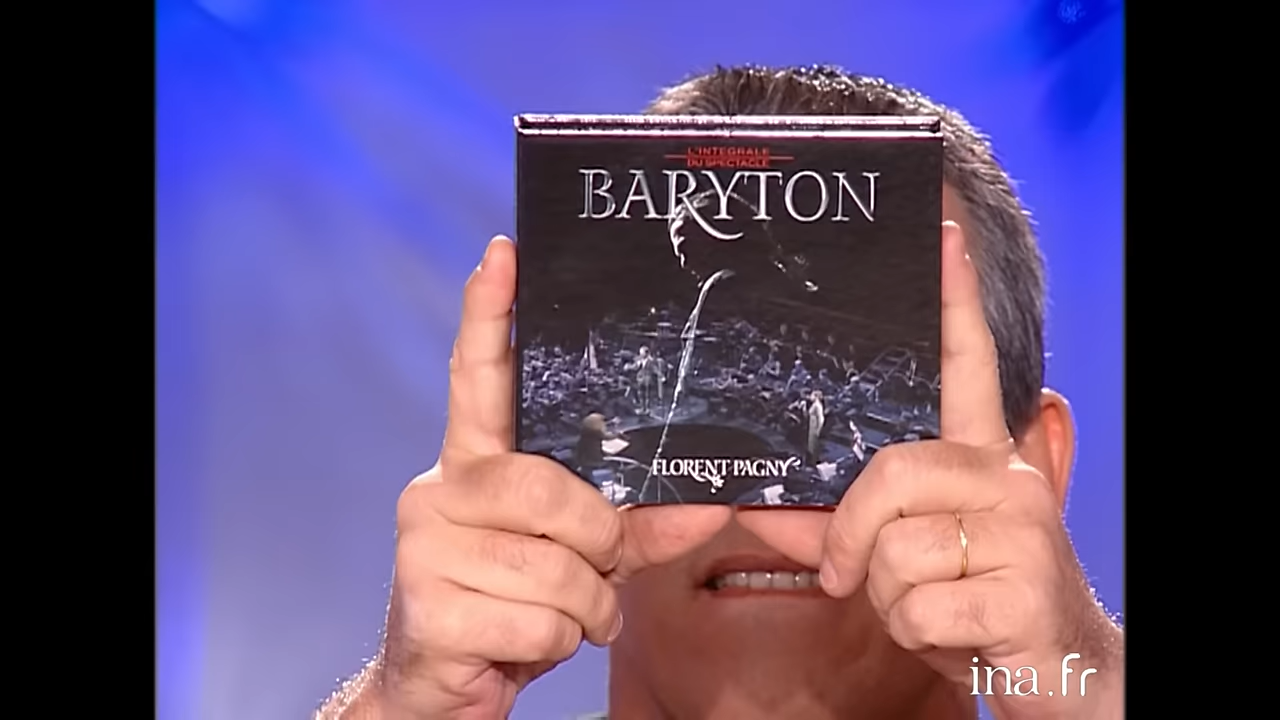 L'INTEGRALE
DU SPECTACLE
BARYTON
FLORENT PAGNY
ina.fr